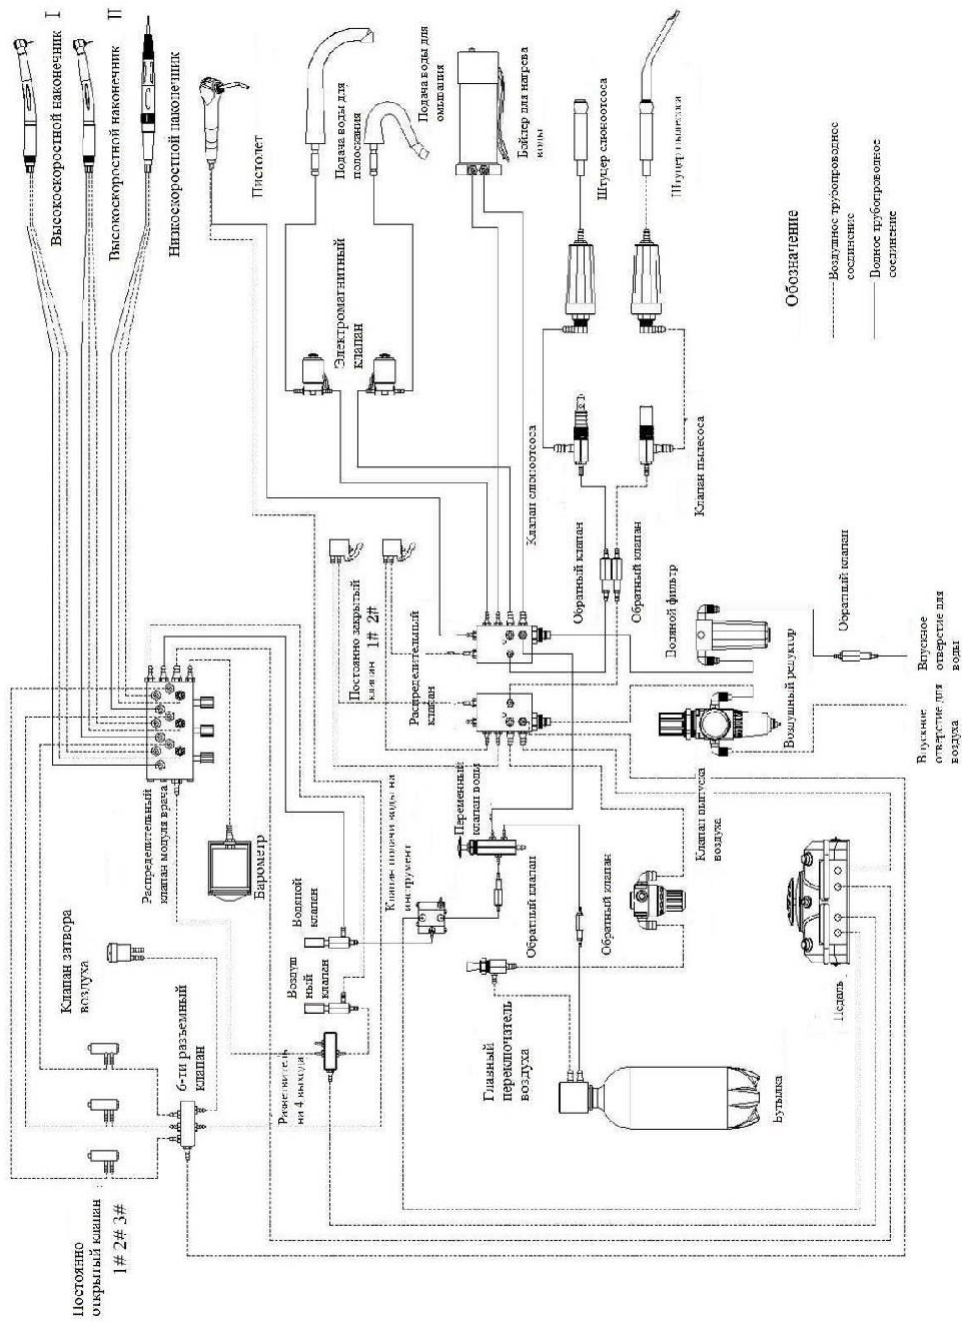 Высокоскоростной наконечник I
Высокоскоростной наконечник II
Низкоскоростной наконечник
Пистолет
Подача воды для
полоскания
Подача воды для
омывания
Бойлер для нагрева
воды
Штуцер слюноотсоса
Штуцер пылесоса
Обозначение
Воздушное трубопроводное
соединение
Водное трубопроводное
соединение
Электромагнитный
клапан
Клапан слюноотсоса
Клапан пылесоса
Обратный клапан
Обратный клапан
Постоянно закрытый
клапан 1# 2#
Распределительный
клапан
Водяной фильтр
Обратный клапан
Воздушный редуктор
Впускное
отверстие для
воды
Впускное
отверстие для
воздуха
Распределительный
клапан модуля врача
Барометр
Переменный
клапан воды
Клапан подачи воды на
инструмент
Клапан выпуска
воздуха
Обратный клапан
Обратный клапан
Водяной
клапан
Воздуш
ный
клапан
Клапан затвора
воздуха
6-ти разъемный
клапан
Разветвитель
на 4 выхода
Главный
переключатель
воздуха
Бутылка
Педаль
Постоянно
открытый клапан
1# 2# 3#